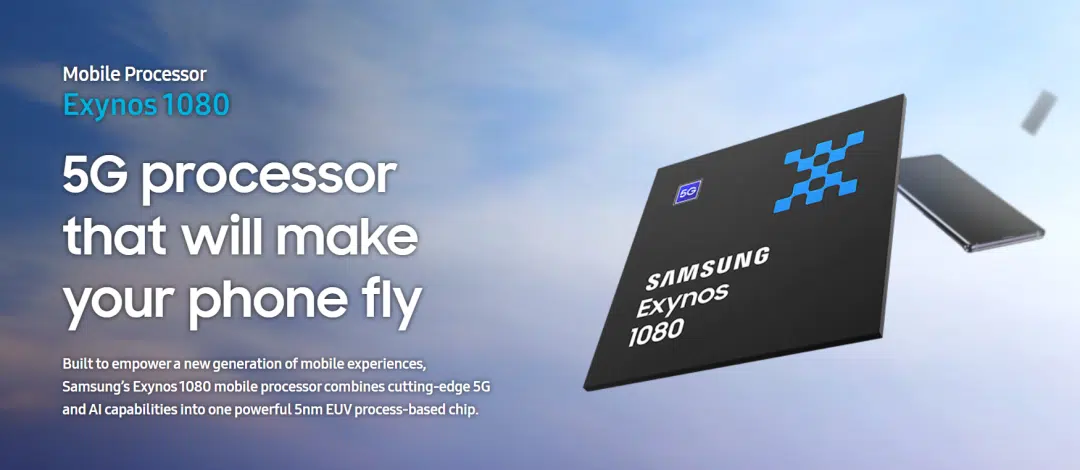 Mobile Processor
Exynos 1080
5G processor
that will make
your phone fly
Built to empower a new generation of mobile experiences,
Samsung's Exynos 1080 mobile processor combines cutting-edge 5G
and AI capabilities into one powerful 5nm EUV process-based chip.
5G
SAMSUNG
Exynos
1080